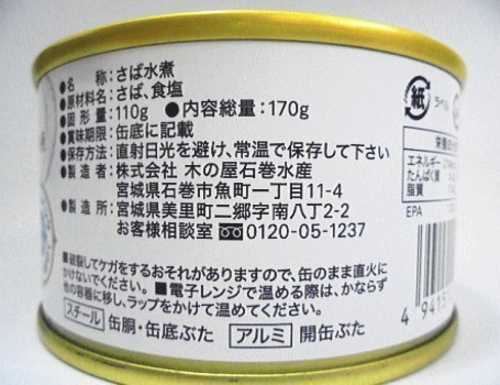 ●名　　称：さば水煮
●原材料名：さば、食塩
●固 形 量：110g ●内容総量：170g
●賞味期限：缶底に記載
●保存方法：直射日光を避け、常温で保存して下さい
●製 造 者：株式会社 木の屋石巻水産
宮城県石巻市魚町一丁目11-4
●製 造 所：宮城県美里町二郷字南八丁2-2
お客様相談室 0120-05-1237
■破裂してケガをするおそれがありますので、缶のまま直火に
かけないでください。■電子レンジで温める際は、かならず
他の容器に移し、ラップをかけて温めてください。
スチール 缶胴・缶底ぶた アルミ 開缶ぶた
紙
エネルギー
たんぱく質
脂質
EPA
4 9415